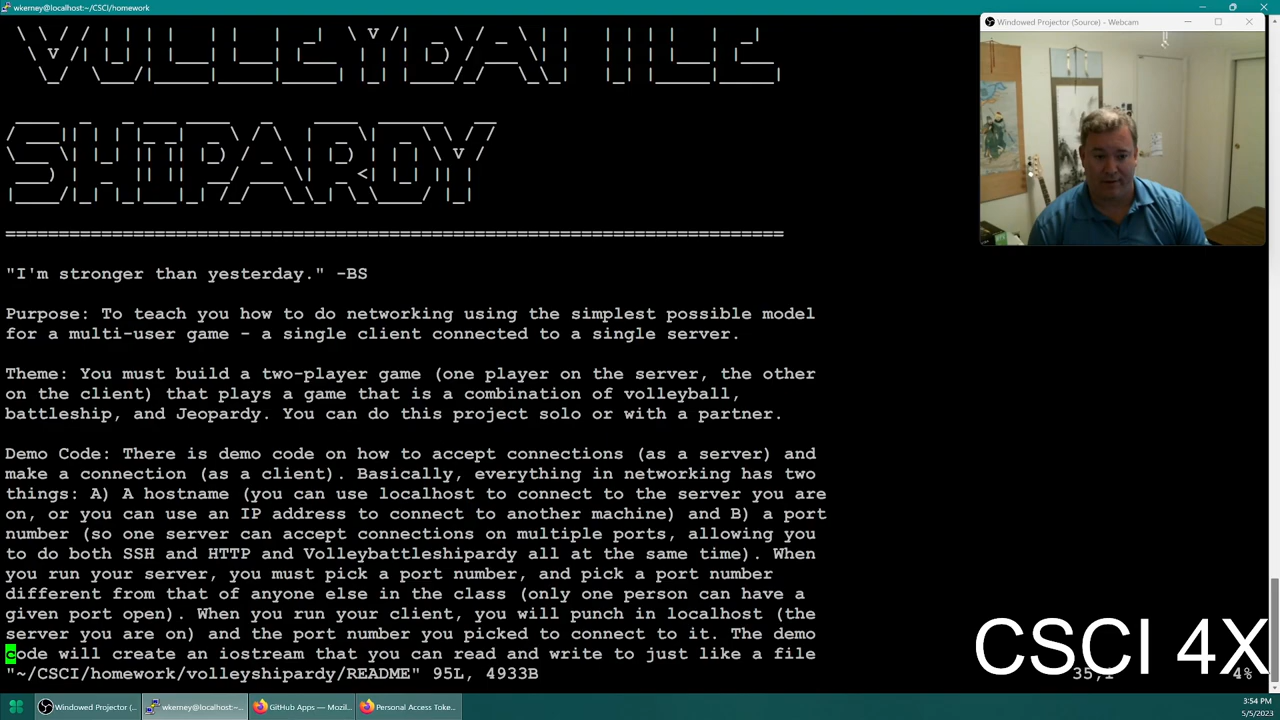 wkerney@localhost:~/CSCI/homework
Windowed Projector (Source) - Webcam
SHIPARDY
"I'm stronger than yesterday." -BS
Purpose: To teach you how to do networking using the simplest possible model
for a multi-user game - a single client connected to a single server.
Theme: You must build a two-player game (one player on the server, the other
on the client) that plays a game that is a combination of volleyball,
battleship, and Jeopardy. You can do this project solo or with a partner.
Demo Code: There is demo code on how to accept connections (as a server) and
make a connection (as a client). Basically, everything in networking has two
things: A) A hostname (you can use localhost to connect to the server you are
on, or you can use an IP address to connect to another machine) and B) a port
number (so one server can accept connections on multiple ports, allowing you
to do both SSH and HTTP and Volleybattleshipardy all at the same time). When
you run your server, you must pick a port number, and pick a port number
different from that of anyone else in the class (only one person can have a
given port open). When you run your client, you will punch in localhost (the
server you are on) and the port number you picked to connect to it. The demo
code will create an iostream that you can read and write to just like a file
"~/CSCI/homework/volleyshipardy/README" 95L, 4933B
35,1
4%
CSCI 4X
Windowed Projector (...
wkerney@localhost:~...
GitHub Apps — Mozil...
Personal Access Toke...
3:54 PM
5/5/2023